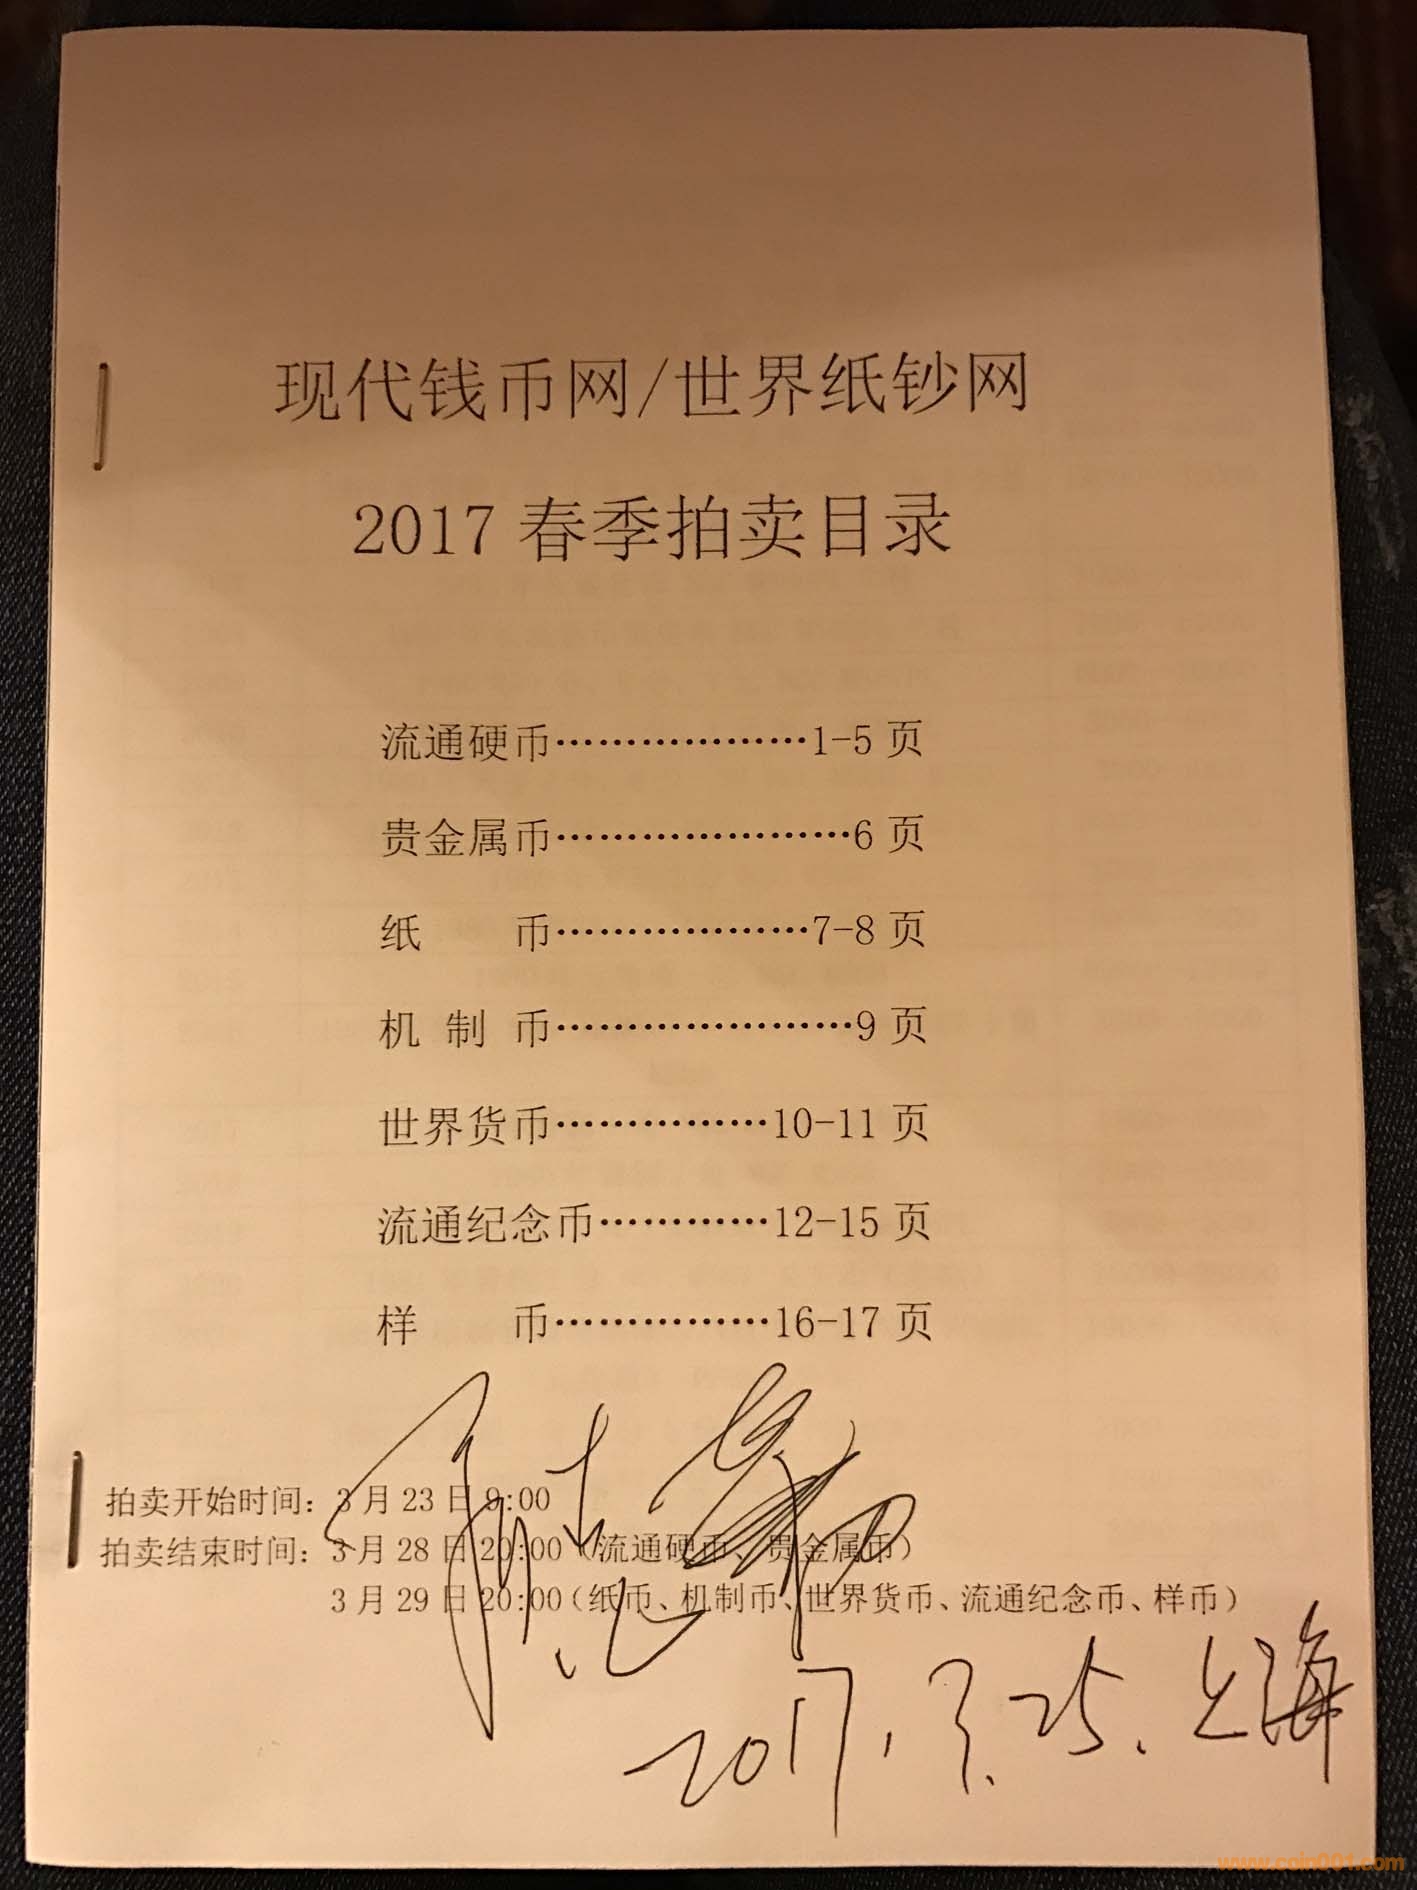 现代钱币网/世界纸钞网
2017 春季拍卖目录
流通硬币………………1-5 页
贵金属币…………………6 页
纸 币………………7-8 页
机 制 币…………………9 页
世界货币……………10-11 页
流通纪念币…………12-15 页
样 币……………16-17 页
拍卖开始时间：3 月 23 日 9:00
拍卖结束时间：3 月 28 日 20:00（流通硬币、贵金属币）
3 月 29 日 20:00（纸币、机制币、世界货币、流通纪念币、样币）
2017.3.25.上海
www.coin001.com